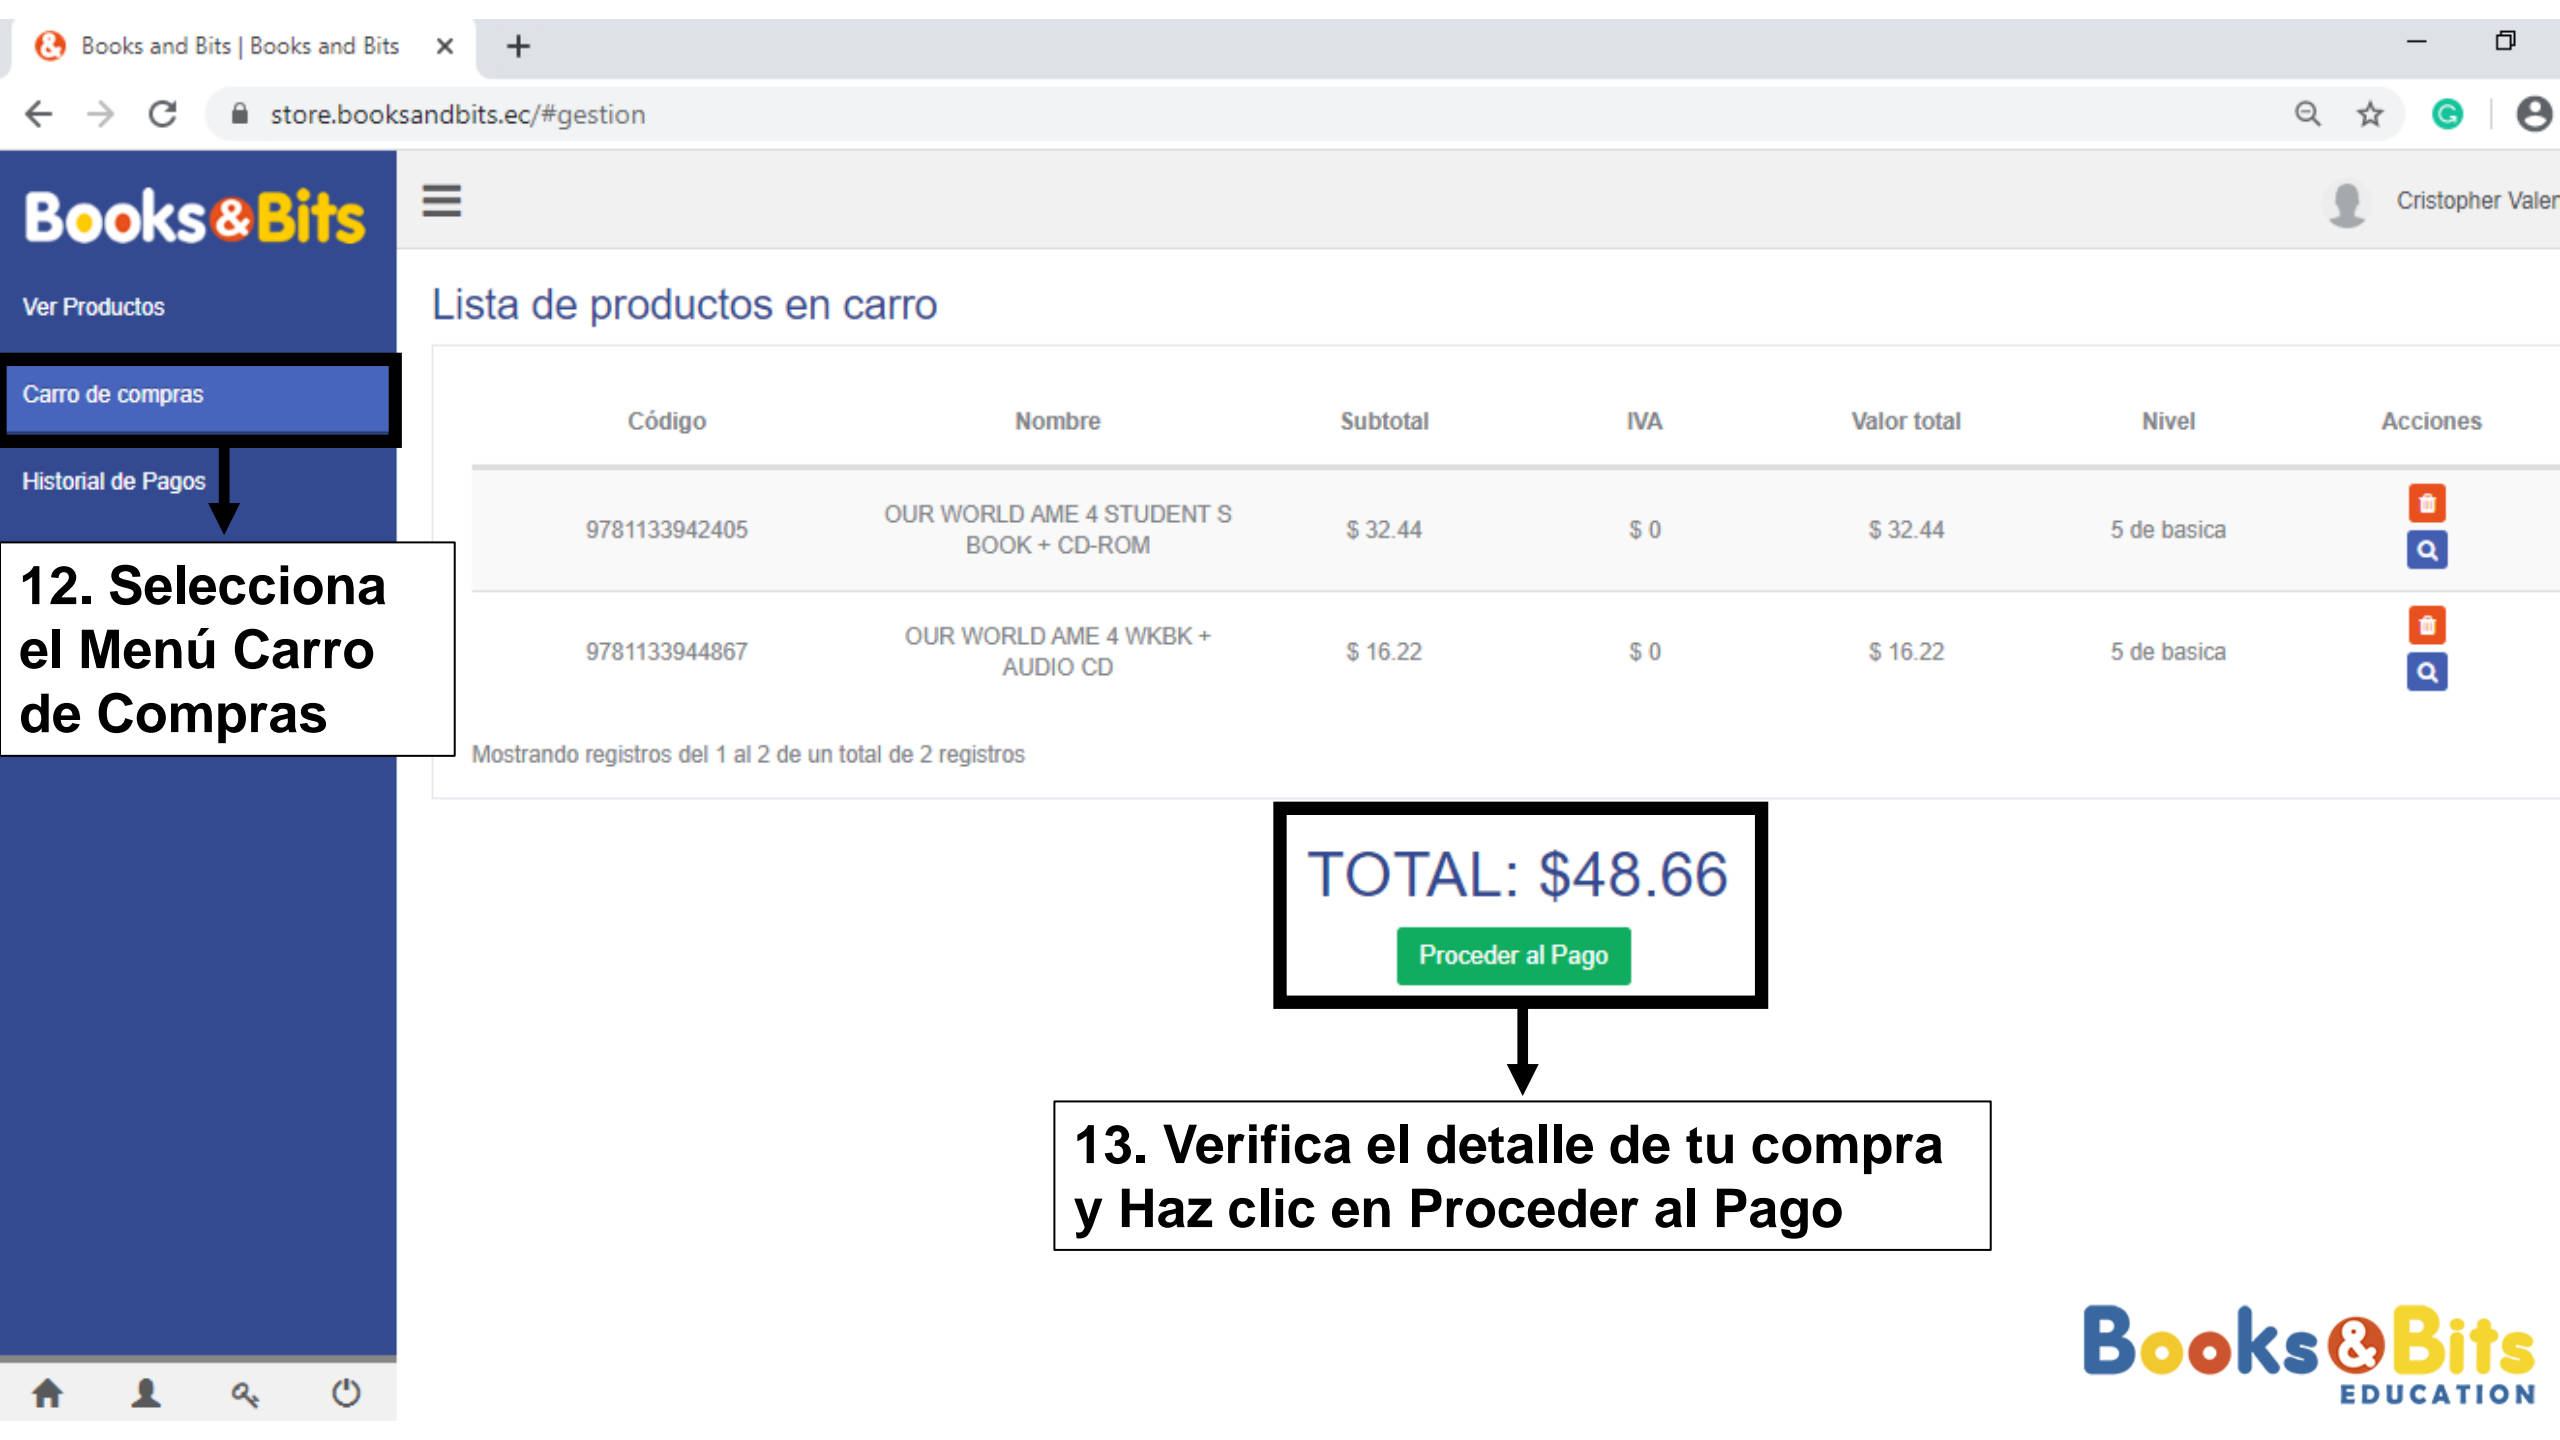 Books and Bits | Books and Bits
store.booksandbits.ec/#gestion
Books&Bits
Cristopher Valen
Ver Productos
Carro de compras
Historial de Pagos
12. Selecciona
el Menú Carro
de Compras
Lista de productos en carro
Código Nombre Subtotal IVA Valor total Nivel Acciones
9781133942405 OUR WORLD AME 4 STUDENT S BOOK + CD-ROM $ 32.44 $ 0 $ 32.44 5 de basica
9781133944867 OUR WORLD AME 4 WKBK + AUDIO CD $ 16.22 $ 0 $ 16.22 5 de basica
Mostrando registros del 1 al 2 de un total de 2 registros
TOTAL: $48.66
Proceder al Pago
13. Verifica el detalle de tu compra
y Haz clic en Proceder al Pago
Books&Bits
EDUCATION